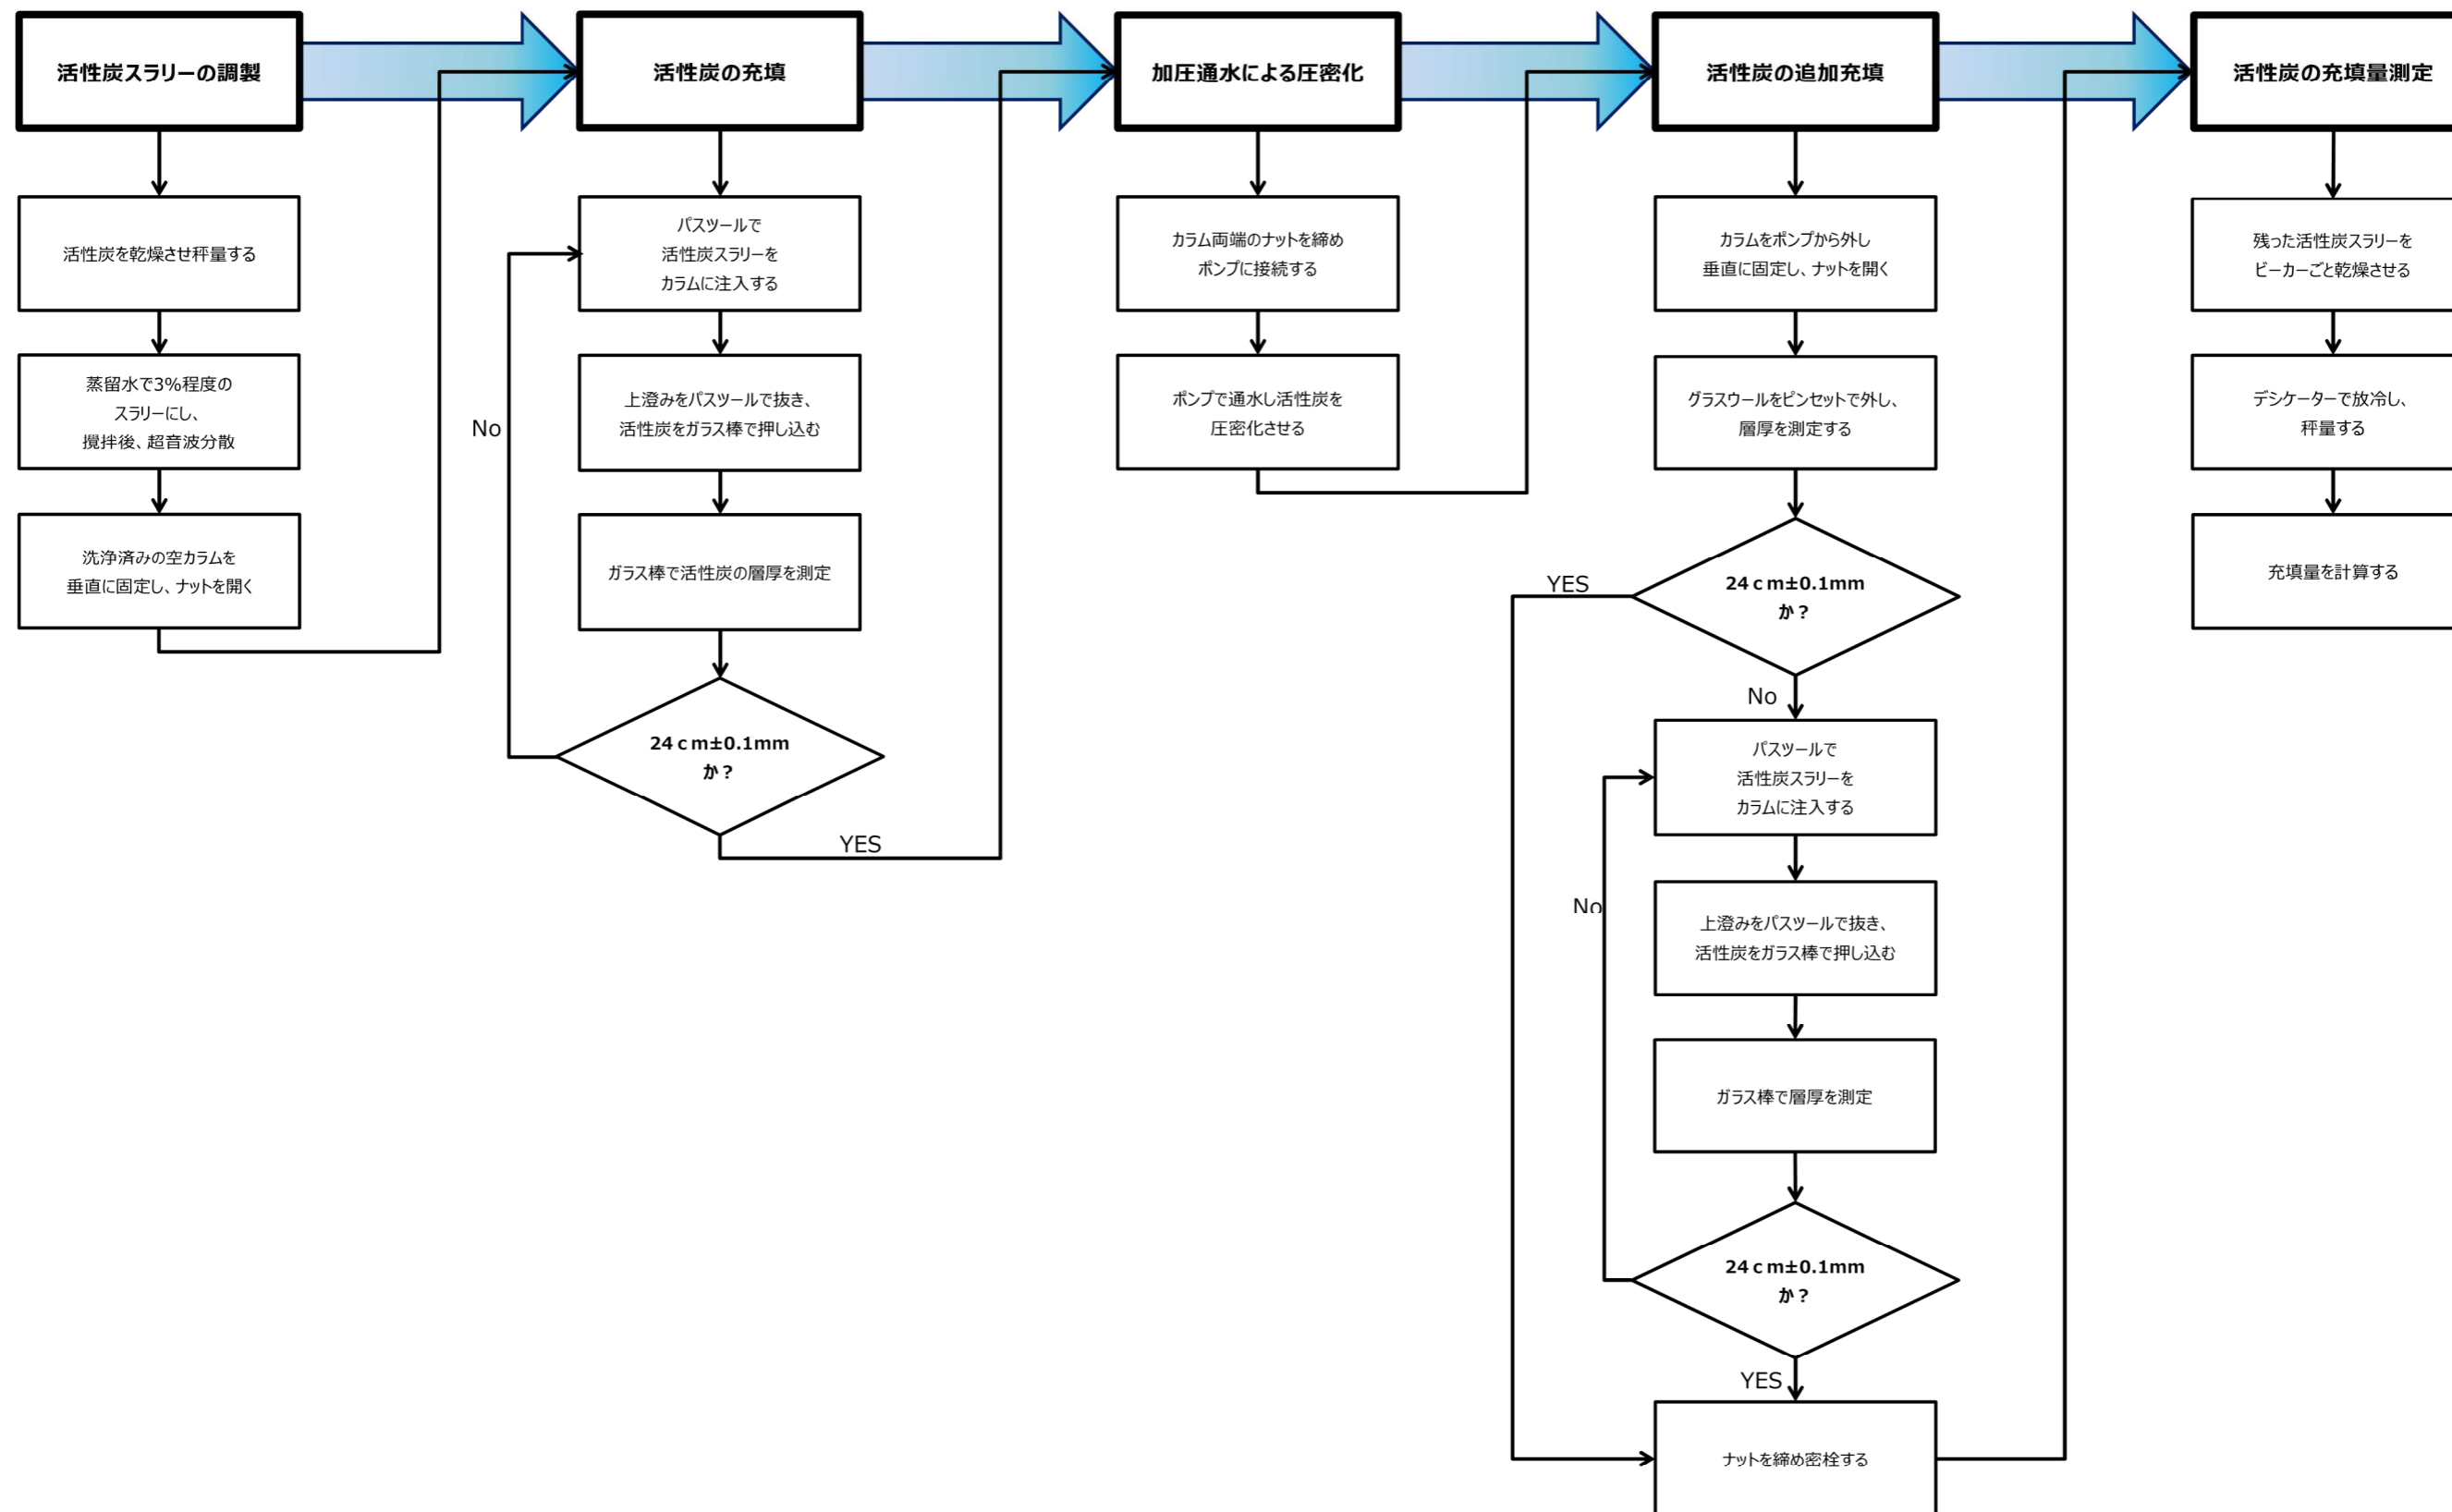 活性炭スラリーの調製
活性炭の充填
加圧通水による圧密化
活性炭の追加充填
活性炭の充填量測定
活性炭を乾燥させ秤量する
蒸留水で3%程度の
スラリーにし、
攪拌後、超音波分散
洗浄済みの空カラムを
垂直に固定し、ナットを開く
パスツールで
活性炭スラリーを
カラムに注入する
上澄みをパスツールで抜き、
活性炭をガラス棒で押し込む
ガラス棒で活性炭の層厚を測定
24ｃm±0.1mm
か？
No
YES
カラム両端のナットを締め
ポンプに接続する
ポンプで通水し活性炭を
圧密化させる
カラムをポンプから外し
垂直に固定し、ナットを開く
グラスウールをピンセットで外し、
層厚を測定する
24ｃm±0.1mm
か？
YES
No
パスツールで
活性炭スラリーを
カラムに注入する
上澄みをパスツールで抜き、
活性炭をガラス棒で押し込む
ガラス棒で層厚を測定
24ｃm±0.1mm
か？
No
YES
ナットを締め密栓する
残った活性炭スラリーを
ビーカーごと乾燥させる
デシケーターで放冷し、
秤量する
充填量を計算する